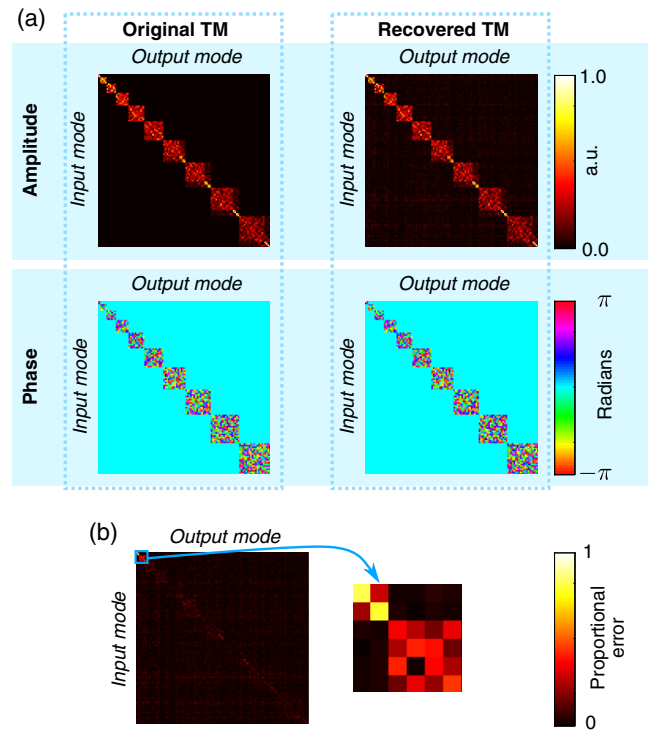 (a)
Original TM
Recovered TM
Output mode
Output mode
Amplitude
Input mode
Input mode
1.0
a.u.
0.0
Output mode
Output mode
Phase
Input mode
Input mode
π
Radians
−π
(b)
Output mode
Input mode
1
Proportional
error
0